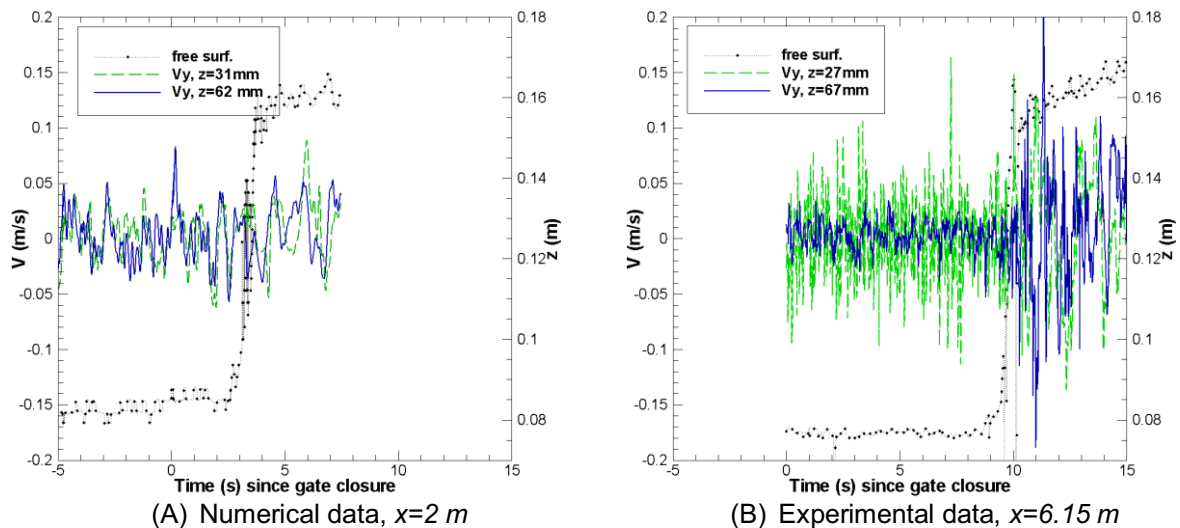 0.2
0.15
0.1
0.05
0
-0.05
-0.1
-0.15
-0.2
V (m/s)
free surf.
Vy, z=31mm
Vy, z=62 mm
0.18
0.16
0.14
0.12
0.1
0.08
z (m)
-5 0 5 10 15
Time (s) since gate closure
(A) Numerical data, x=2 m
0.2
0.15
0.1
0.05
0
-0.05
-0.1
-0.15
-0.2
V (m/s)
free surf.
Vy, z=27mm
Vy, z=67mm
0.18
0.16
0.14
0.12
0.1
0.08
z (m)
-5 0 5 10 15
Time (s) since gate closure
(B) Experimental data, x=6.15 m